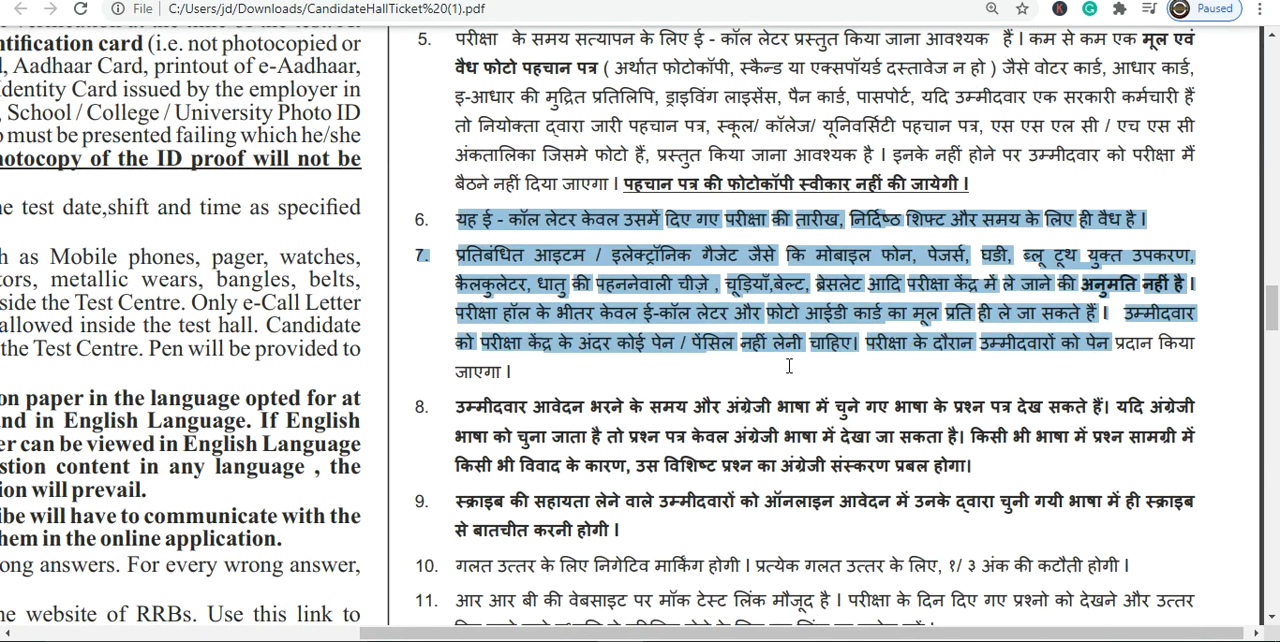 File C:/Users/jd/Downloads/CandidateHallTicket%20(1).pdf Paused
ntification card (i.e. not photocopied or
l, Aadhaar Card, printout of e-Aadhaar,
Identity Card issued by the employer in
, School / College / University Photo ID
o must be presented failing which he/she
hotocopy of the ID proof will not be
he test date,shift and time as specified
h as Mobile phones, pager, watches,
tors, metallic wears, bangles, belts,
side the Test Centre. Only e-Call Letter
allowed inside the test hall. Candidate
the Test Centre. Pen will be provided to
on paper in the language opted for at
and in English Language. If English
er can be viewed in English Language
stion content in any language , the
ion will prevail.
ibe will have to communicate with the
hem in the online application.
ong answers. For every wrong answer,
he website of RRBs. Use this link to
5. परीक्षा के समय सत्यापन के लिए ई - कॉल लेटर प्रस्तुत किया जाना आवश्यक हैं । कम से कम एक मूल एवं
वैध फोटो पहचान पत्र ( अर्थात फोटोकॉपी, स्कैन्ड या एक्सपॉयर्ड दस्तावेज न हो ) जैसे वोटर कार्ड, आधार कार्ड,
इ-आधार की मुद्रित प्रतिलिपि, ड्राइविंग लाइसेंस, पैन कार्ड, पासपोर्ट, यदि उम्मीदवार एक सरकारी कर्मचारी हैं
तो नियोक्ता द्वारा जारी पहचान पत्र, स्कूल/ कॉलेज/ यूनिवर्सिटी पहचान पत्र, एस एस एल सी / एच एस सी
अंकतालिका जिसमे फोटो हैं, प्रस्तुत किया जाना आवश्यक है । इनके नहीं होने पर उम्मीदवार को परीक्षा में
बैठने नहीं दिया जाएगा । पहचान पत्र की फोटोकॉपी स्वीकार नहीं की जायेगी ।
6. यह ई - कॉल लेटर केवल उसमें दिए गए परीक्षा की तारीख, निर्दिष्ठ शिफ्ट और समय के लिए ही वैध है ।
7. प्रतिबंधित आइटम / इलेक्ट्रॉनिक गैजेट जैसे कि मोबाइल फोन, पेजर्स, घड़ी, ब्लू टूथ युक्त उपकरण,
कैलकुलेटर, धातु की पहननेवाली चीज़े , चूड़ियाँ,बेल्ट, ब्रेसलेट आदि परीक्षा केंद्र में ले जाने की अनुमति नहीं है ।
परीक्षा हॉल के भीतर केवल ई-कॉल लेटर और फोटो आईडी कार्ड का मूल प्रति ही ले जा सकते हैं । उम्मीदवार
को परीक्षा केंद्र के अंदर कोई पेन / पेंसिल नहीं लेनी चाहिए। परीक्षा के दौरान उम्मीदवारों को पेन प्रदान किया
जाएगा ।
8. उम्मीदवार आवेदन भरने के समय और अंग्रेजी भाषा में चुने गए भाषा के प्रश्न पत्र देख सकते हैं। यदि अंग्रेजी
भाषा को चुना जाता है तो प्रश्न पत्र केवल अंग्रेजी भाषा में देखा जा सकता है। किसी भी भाषा में प्रश्न सामग्री में
किसी भी विवाद के कारण, उस विशिष्ट प्रश्न का अंग्रेजी संस्करण प्रबल होगा।
9. स्क्राइब की सहायता लेने वाले उम्मीदवारों को ऑनलाइन आवेदन में उनके द्वारा चुनी गयी भाषा में ही स्क्राइब
से बातचीत करनी होगी ।
10. गलत उत्तर के लिए निगेटिव मार्किंग होगी । प्रत्येक गलत उत्तर के लिए, १/ ३ अंक की कटौती होगी ।
11. आर आर बी की वेबसाइट पर मॉक टेस्ट लिंक मौजूद है । परीक्षा के दिन दिए गए प्रश्नो को देखने और उत्तर